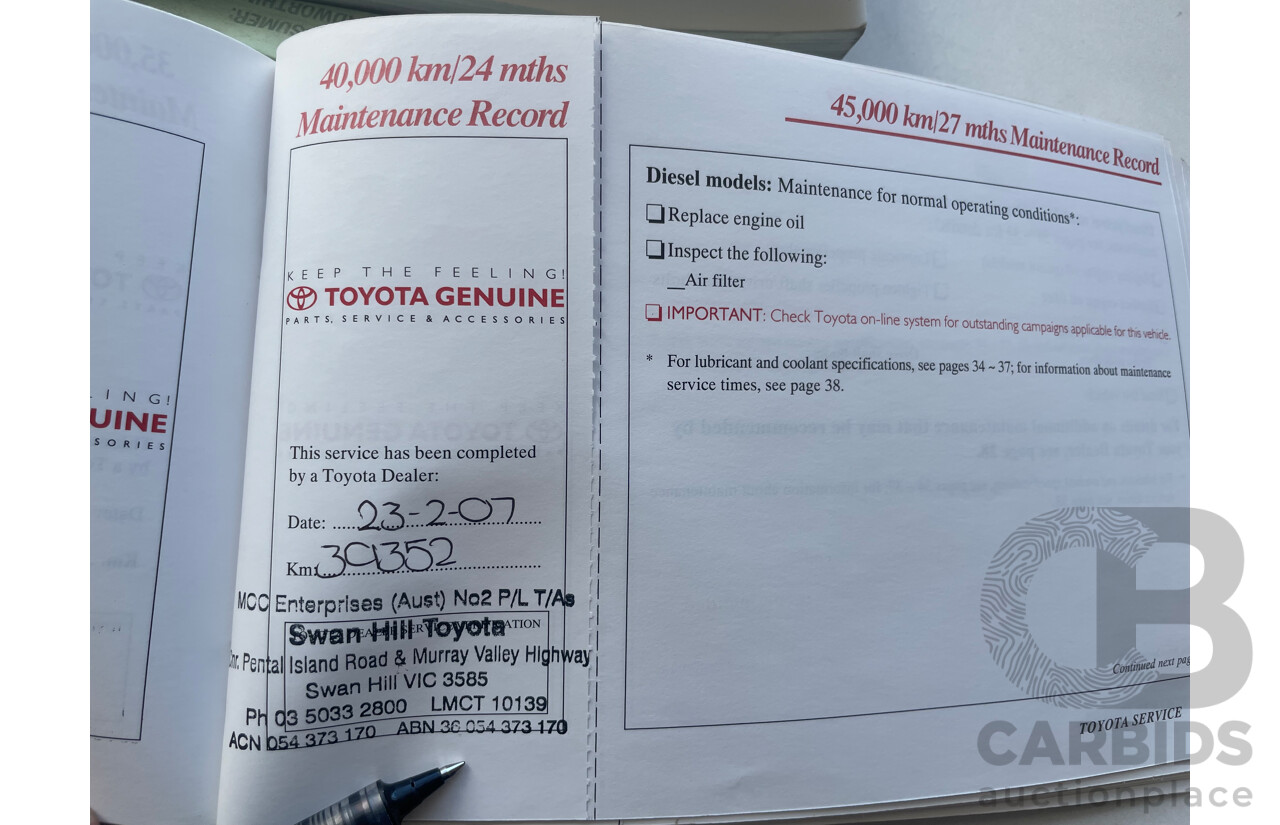 40,000 km/24 mths
Maintenance Record
KEEP THE FEELING!
TOYOTA GENUINE
PARTS, SERVICE & ACCESSORIES
This service has been completed
by a Toyota Dealer:
Date: 23-2-07
Km: 39352
MCC Enterprises (Aust) No2 P/L T/As
Swan Hill Toyota
Cnr. Pental Island Road & Murray Valley Highway
Swan Hill VIC 3585
Ph 03 5033 2800 LMCT 10139
ACN 054 373 170 ABN 36 054 373 170
ING!
UINE
SORIES
45,000 km/27 mths Maintenance Record
Diesel models: Maintenance for normal operating conditions*:
Replace engine oil
Inspect the following:
__Air filter
IMPORTANT: Check Toyota on-line system for outstanding campaigns applicable for this vehicle.
* For lubricant and coolant specifications, see pages 34 ~ 37; for information about maintenance
service times, see page 38.
Continued next pag
TOYOTA SERVICE
CB
CARBIDS
auctionplace